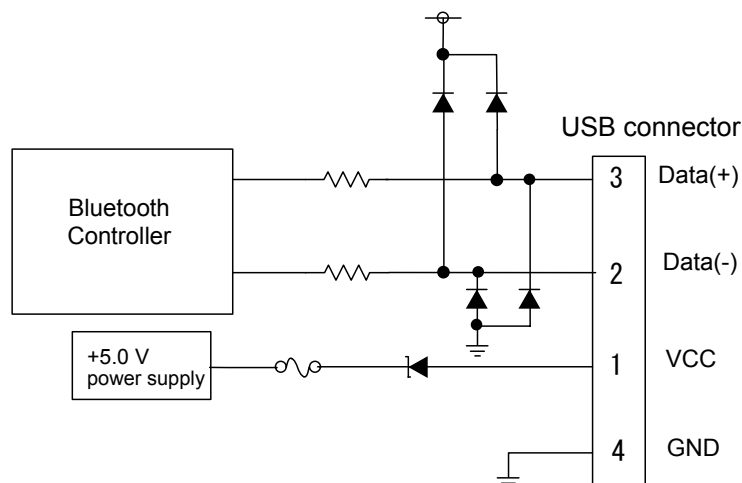 USB connector
Bluetooth
Controller
3 Data(+)
2 Data(-)
+5.0 V
power supply
1 VCC
4 GND